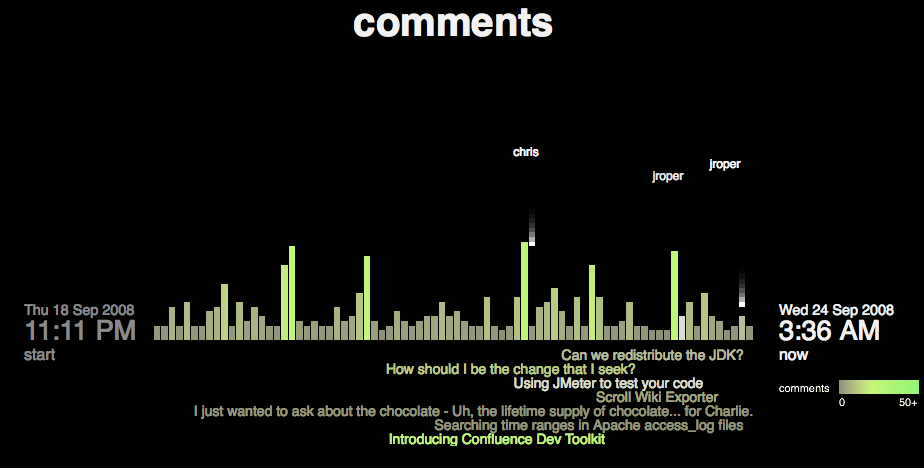 comments
chris
jroper
jroper
Thu 18 Sep 2008
11:11 PM
start
Wed 24 Sep 2008
3:36 AM
now
Can we redistribute the JDK?
How should I be the change that I seek?
Using JMeter to test your code
Scroll Wiki Exporter
I just wanted to ask about the chocolate - Uh, the lifetime supply of chocolate... for Charlie.
Searching time ranges in Apache access_log files
Introducing Confluence Dev Toolkit
comments
0 50+